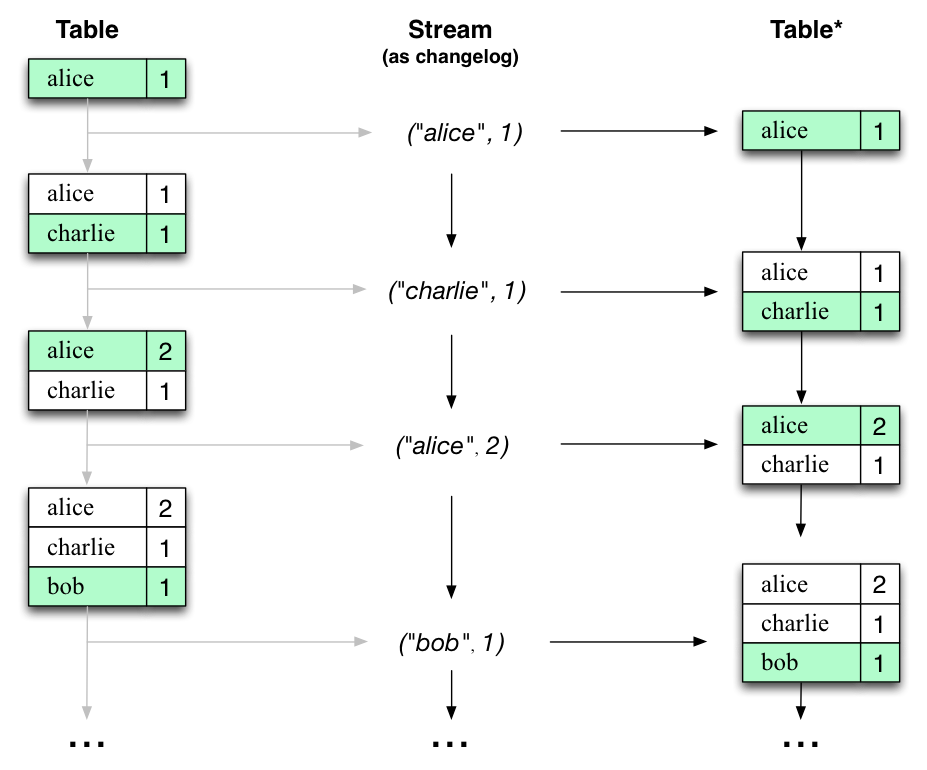 Table
Stream
(as changelog)
Table*
alice 1
("alice", 1)
alice 1
alice 1
charlie 1
("charlie", 1)
alice 1
charlie 1
alice 2
charlie 1
("alice", 2)
alice 2
charlie 1
alice 2
charlie 1
bob 1
("bob", 1)
alice 2
charlie 1
bob 1
...
...
...